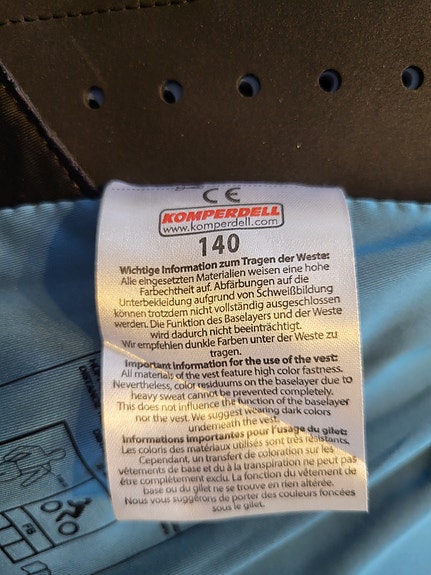 CE
KOMPERDELL
www.komperdell.com
140
Wichtige Information zum Tragen der Weste:
Alle eingesetzten Materialien weisen eine hohe
Farbechtheit auf. Abfärbungen auf die
Unterbekleidung aufgrund von Schweißbildung
können trotzdem nicht vollständig ausgeschlossen
werden. Die Funktion des Baselayers und der Weste
wird dadurch nicht beeinträchtigt.
Wir empfehlen dunkle Farben unter der Weste zu
tragen.
Important information for the use of the vest:
All materials of the vest feature high color fastness.
Nevertheless, color residuums on the baselayer due to
heavy sweat cannot be prevented completely.
This does not influence the function of the baselayer
nor the vest. We suggest wearing dark colors
underneath the vest.
Informations importantes pour l'usage du gilet:
Les coloris des matériaux utilisés sont très résistants.
Cependant, un transfert de coloration sur les
vêtements de base et du à la transpiration ne peut pas
être complètement exclu. La fonction du vêtement de
base ou du gilet ne se trouve en rien altérée.
Nous vous suggérons de porter des couleurs foncées
sous le gilet.
FB